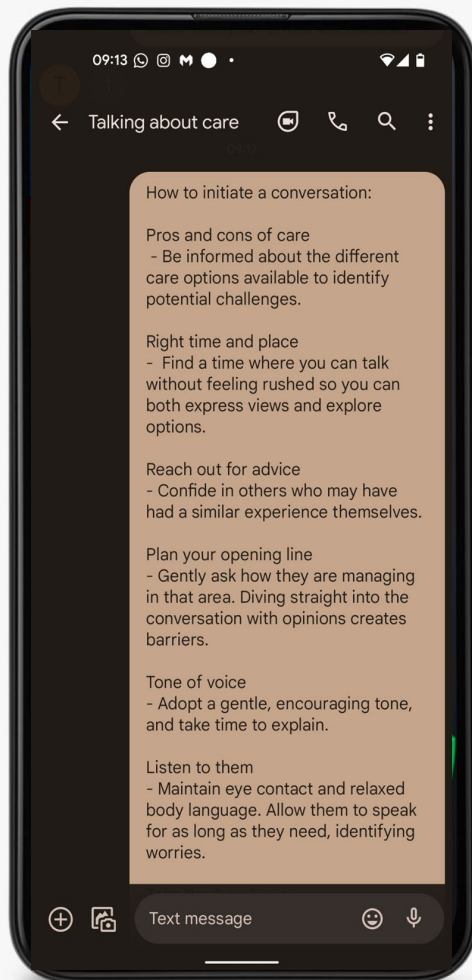 09:13
Talking about care
09:12
How to initiate a conversation:
Pros and cons of care
- Be informed about the different
care options available to identify
potential challenges.
Right time and place
- Find a time where you can talk
without feeling rushed so you can
both express views and explore
options.
Reach out for advice
- Confide in others who may have
had a similar experience themselves.
Plan your opening line
- Gently ask how they are managing
in that area. Diving straight into the
conversation with opinions creates
barriers.
Tone of voice
- Adopt a gentle, encouraging tone,
and take time to explain.
Listen to them
- Maintain eye contact and relaxed
body language. Allow them to speak
for as long as they need, identifying
worries.
Text message